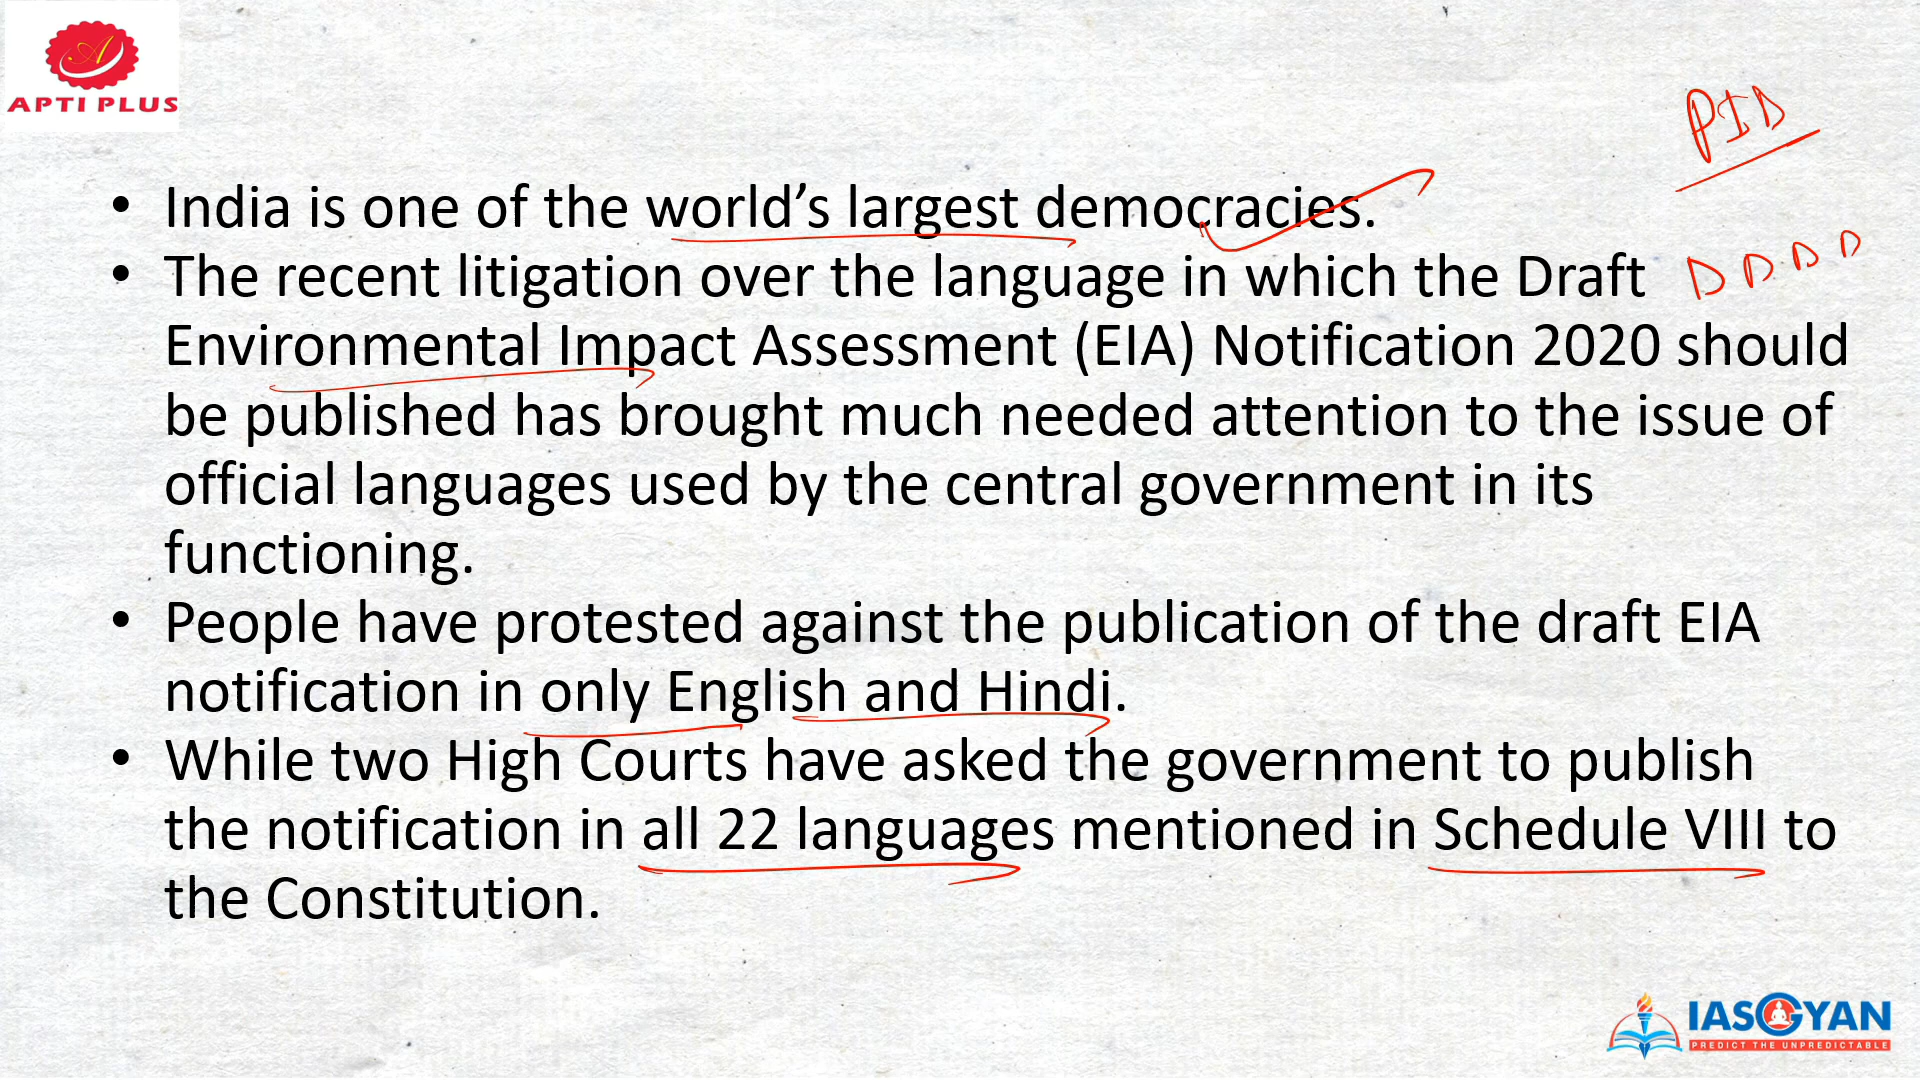 APTI PLUS
PID
• India is one of the world’s largest democracies.
• The recent litigation over the language in which the Draft
D D D D
Environmental Impact Assessment (EIA) Notification 2020 should
be published has brought much needed attention to the issue of
official languages used by the central government in its
functioning.
• People have protested against the publication of the draft EIA
notification in only English and Hindi.
• While two High Courts have asked the government to publish
the notification in all 22 languages mentioned in Schedule VIII to
the Constitution.
IASGYAN
PREDICT THE UNPREDICTABLE